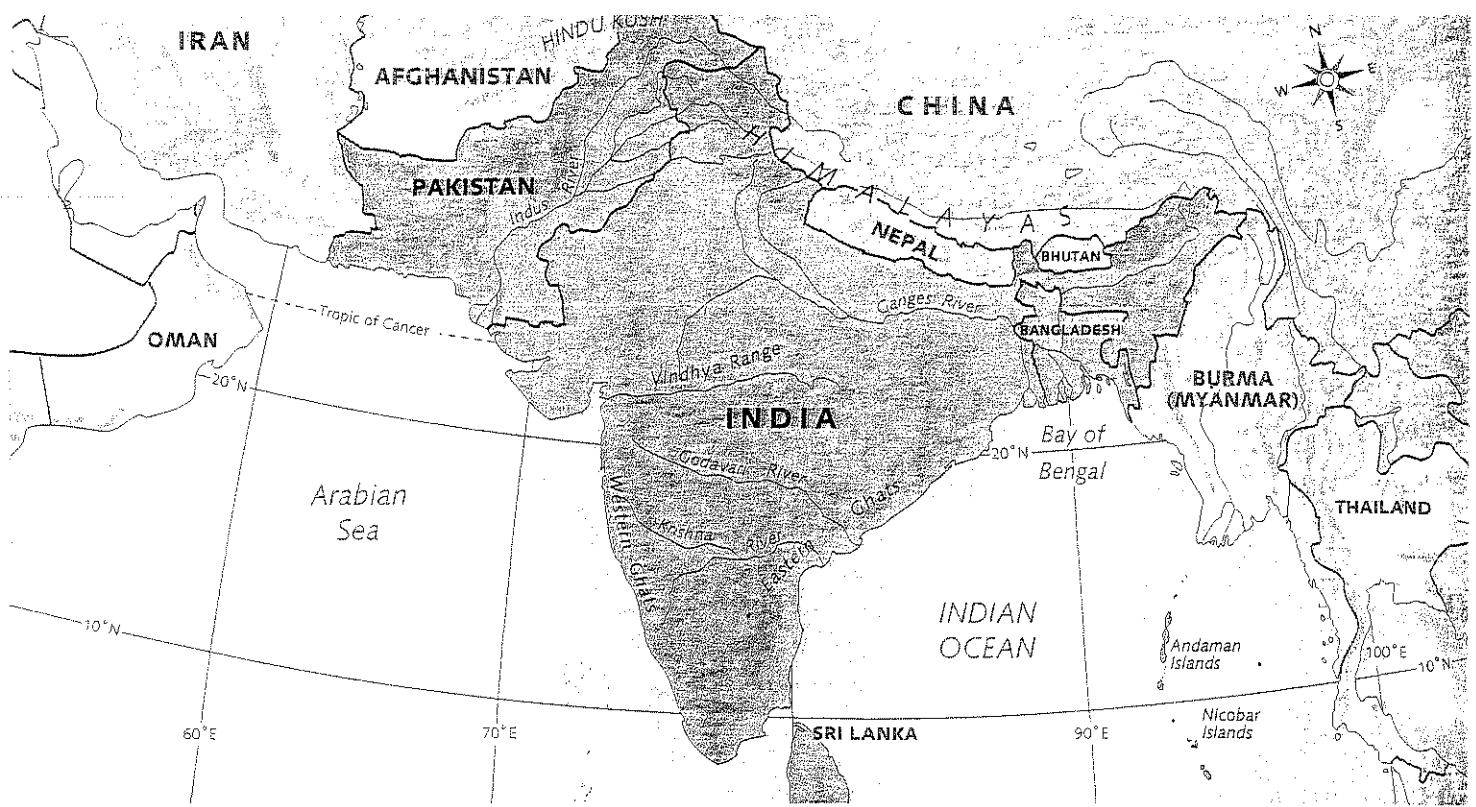 HINDU KUSH
IRAN
AFGHANISTAN
CHINA
N
E
W
S
HIMALAYAS
PAKISTAN
Indus River
NEPAL
BHUTAN
Ganges River
BANGLADESH
Tropic of Cancer
OMAN
20°N
Vindhya Range
INDIA
BURMA
(MYANMAR)
20°N
Bay of
Bengal
Godavari River
Arabian
Sea
Western Ghats
Krishna River
Eastern Ghats
THAILAND
INDIAN
OCEAN
10°N
Andaman
Islands
100°E
10°N
Nicobar
Islands
60°E
70°E
SRI LANKA
90°E